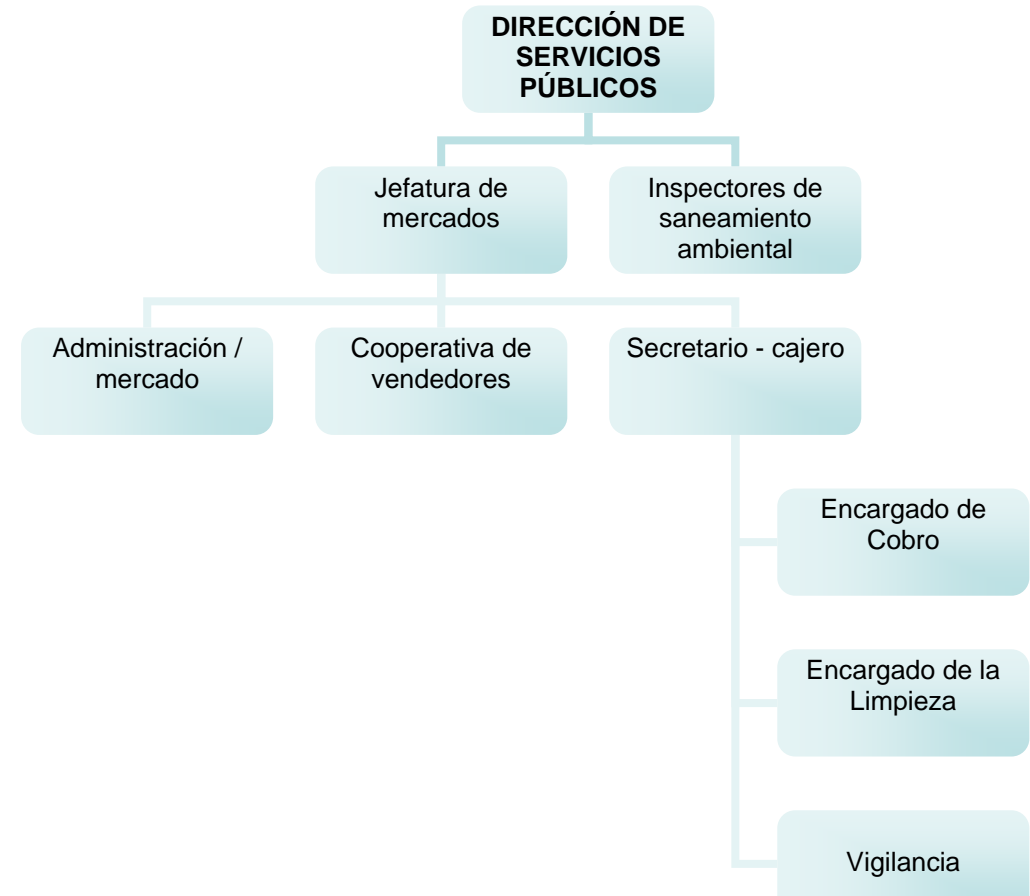 DIRECCIÓN DE
SERVICIOS
PÚBLICOS
Jefatura de
mercados
Inspectores de
saneamiento
ambiental
Administración /
mercado
Cooperativa de
vendedores
Secretario - cajero
Encargado de
Cobro
Encargado de la
Limpieza
Vigilancia